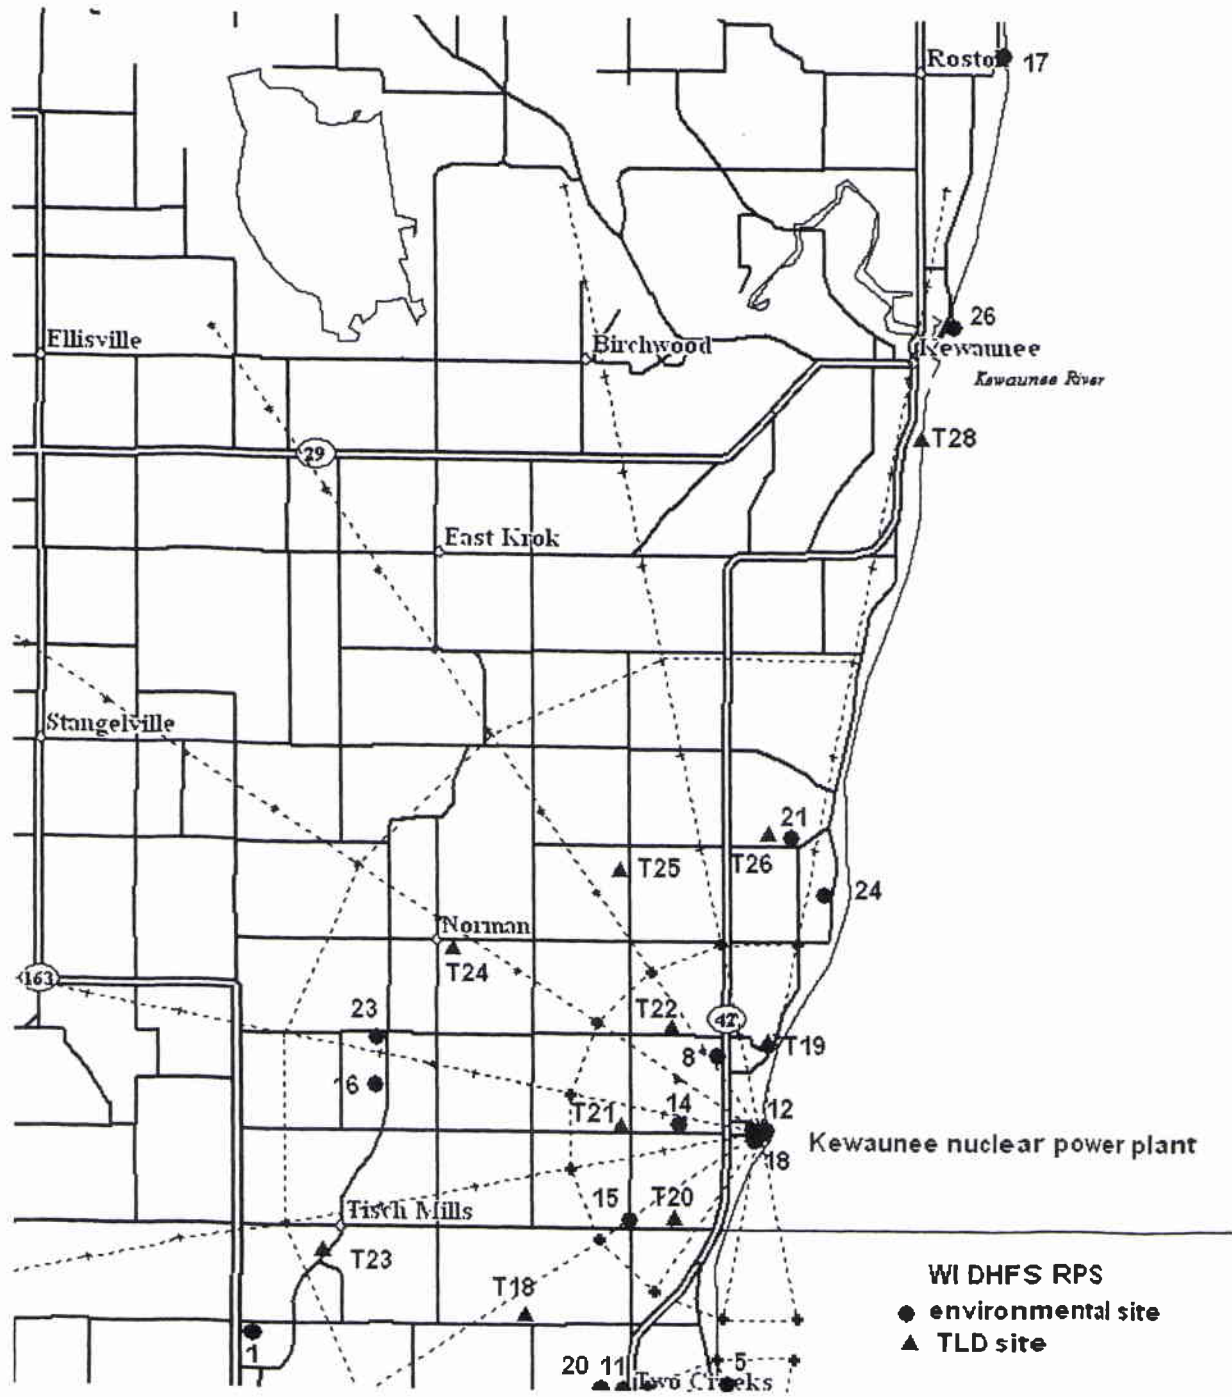 Rosto
17
26
Ellisville
Birchwood
Kewaunee
Kewaunee River
T28
29
East Krok
Stangelville
21
T25
T26
24
Norman
T24
163
23
T22
42
T19
8
6
12
T21
14
Kewaunee nuclear power plant
18
15
T20
Tisch Mills
T23
WI DHFS RPS
T18
environmental site
TLD site
1
20 11
5
Two Creeks